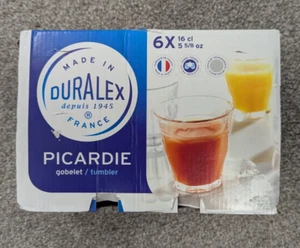 MADE IN
DURALEX
depuis 1945
FRANCE
PICARDIE
gobelet / tumbler
6X 16 cl
5 5/8 oz